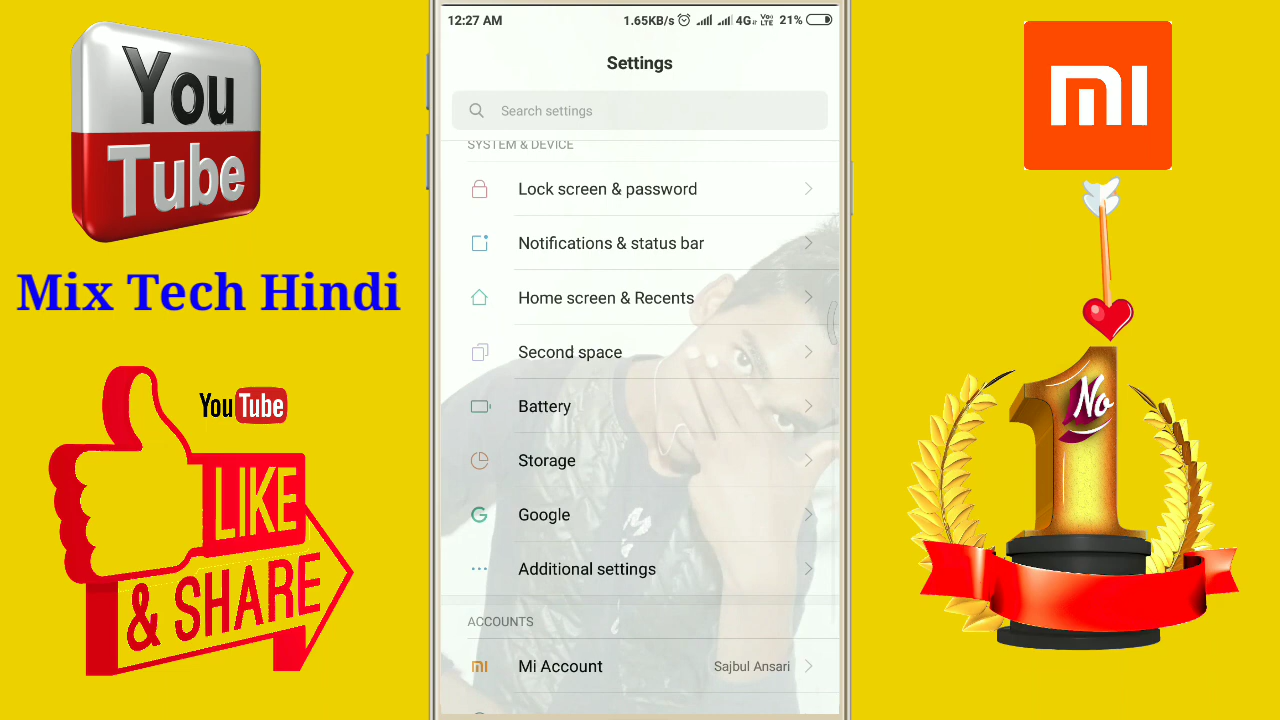 You
Tube
Mix Tech Hindi
YouTube
LIKE
& SHARE
12:27 AM
1.65KB/s 4G VoLTE 21%
Settings
Search settings
SYSTEM & DEVICE
Lock screen & password
Notifications & status bar
Home screen & Recents
Second space
Battery
Storage
Google
Additional settings
ACCOUNTS
Mi Account Sajbul Ansari
mi
No
1